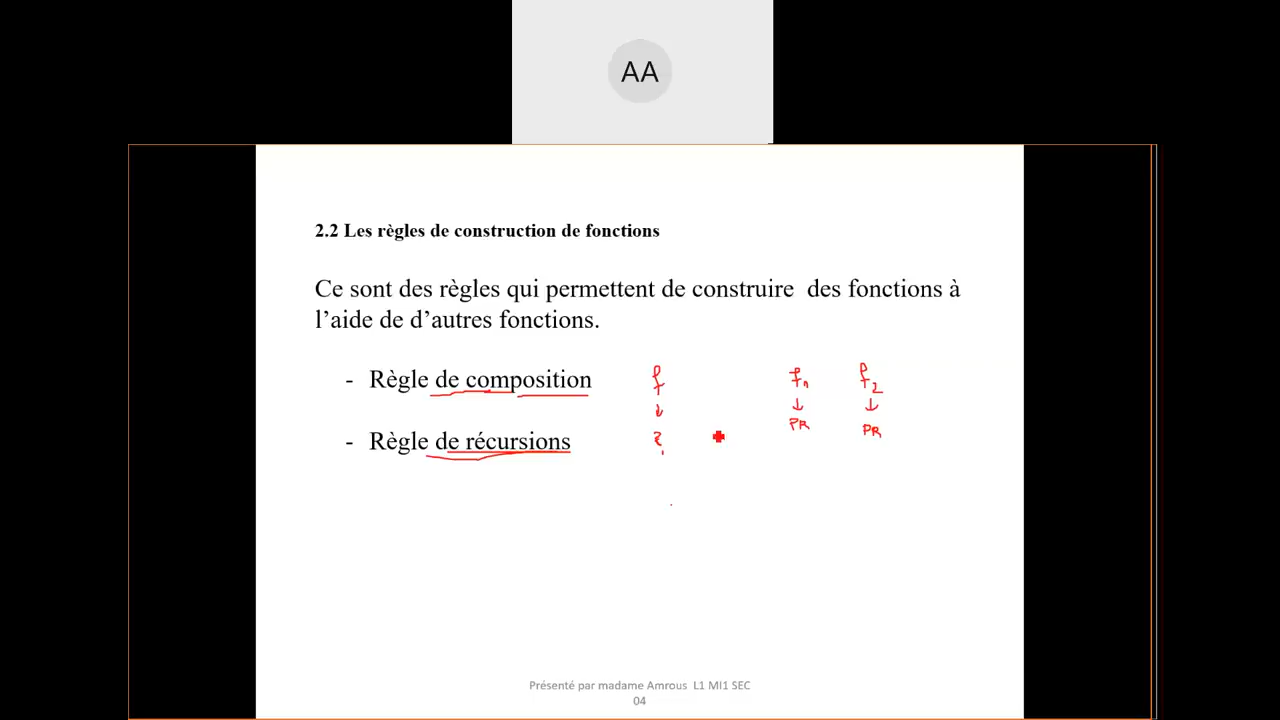 AA
2.2 Les règles de construction de fonctions
Ce sont des règles qui permettent de construire des fonctions à
l’aide de d’autres fonctions.
- Règle de composition f f₁ f₂
↓ ↓ ↓
- Règle de récursions ? PR PR
Présenté par madame Amrous L1 MI1 SEC
04